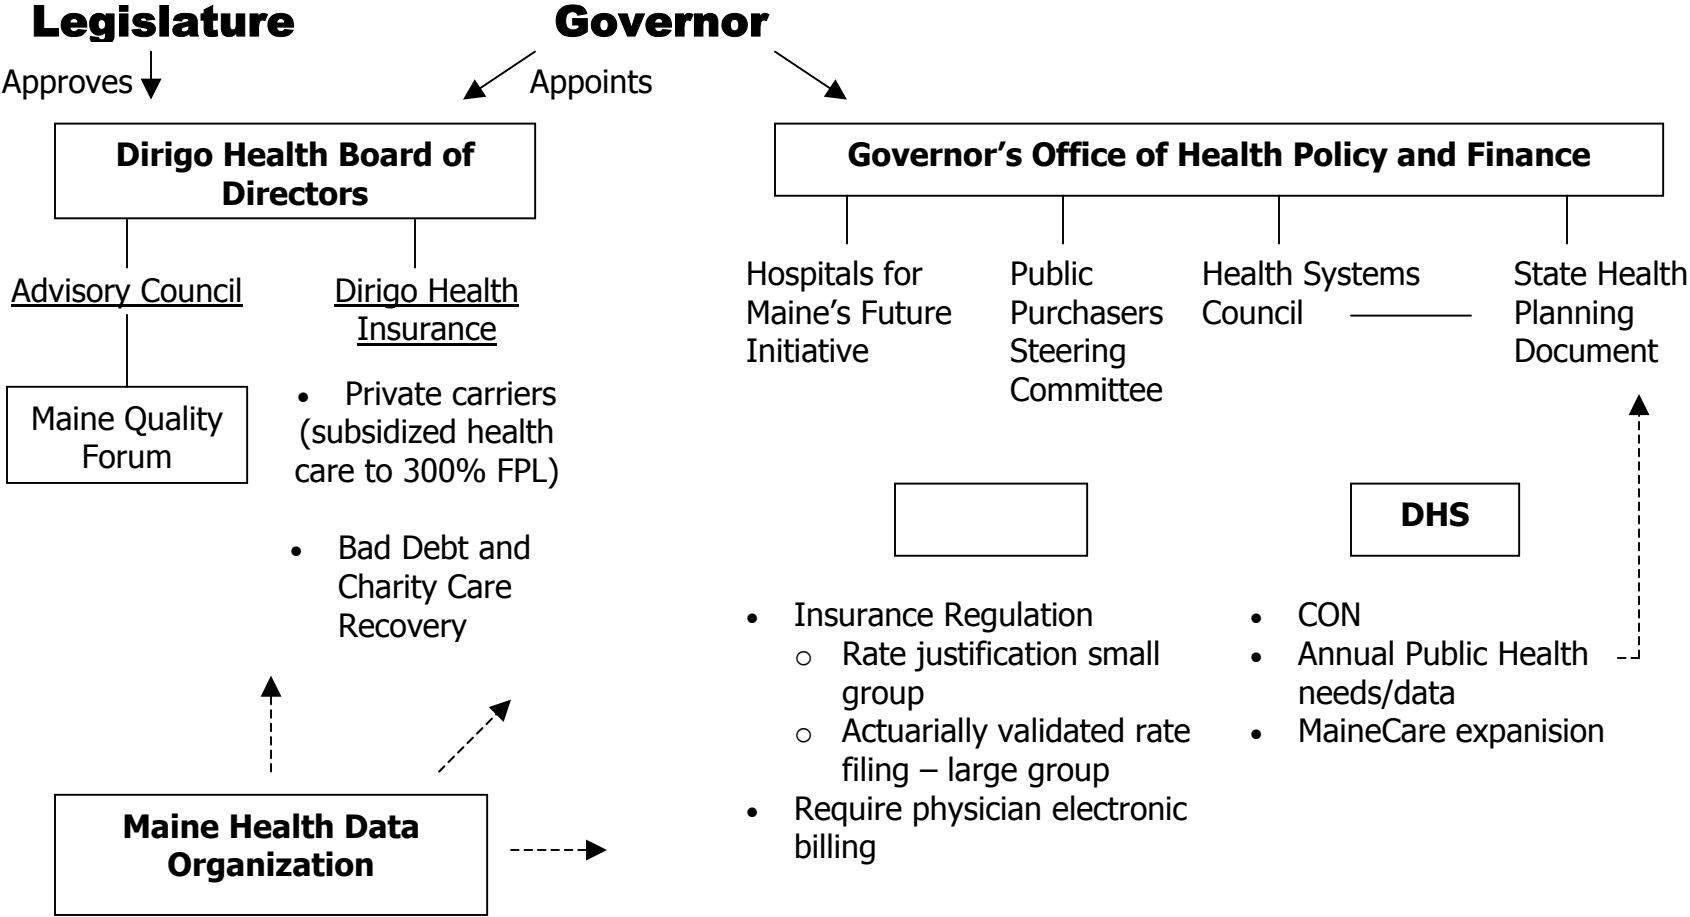 Legislature
Governor
Approves
Appoints
Dirigo Health Board of
Directors
Governor’s Office of Health Policy and Finance
Advisory Council
Dirigo Health
Insurance
Hospitals for
Maine’s Future
Initiative
Public
Purchasers
Steering
Committee
Health Systems
Council
State Health
Planning
Document
Maine Quality
Forum
• Private carriers
(subsidized health
care to 300% FPL)
• Bad Debt and
Charity Care
Recovery
DHS
• Insurance Regulation
o Rate justification small
group
o Actuarially validated rate
filing – large group
• Require physician electronic
billing
• CON
• Annual Public Health
needs/data
• MaineCare expanision
Maine Health Data
Organization